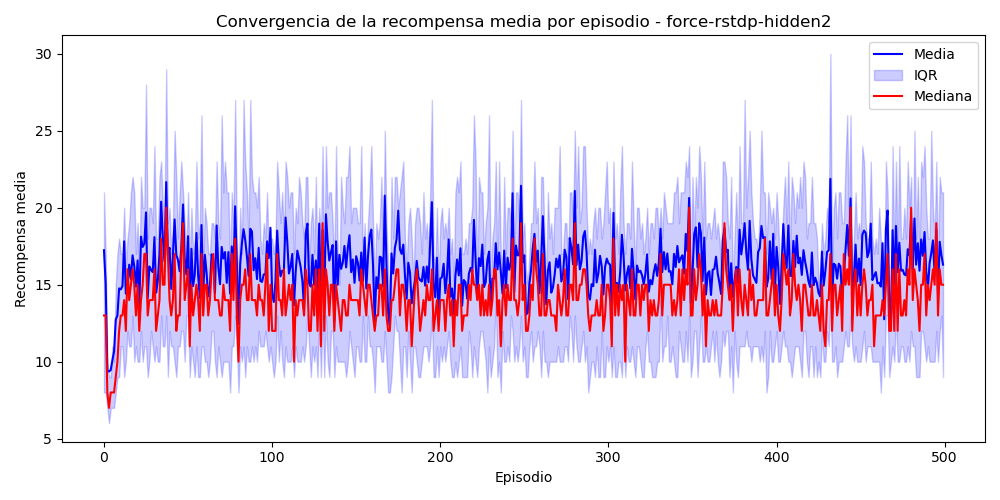 Convergencia de la recompensa media por episodio - force-rstdp-hidden2
Media
IQR
Mediana
Recompensa media
30
25
20
15
10
5
0 100 200 300 400 500
Episodio